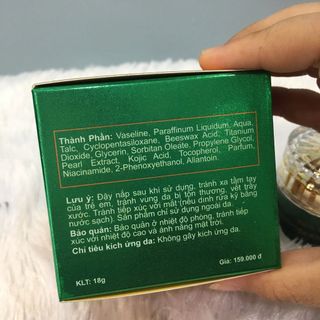 Thành Phần: Vaseline, Paraffinum Liquidum, Aqua,
Talc, Cyclopentasiloxane, Beeswax Acid, Titanium
Dioxide, Glycerin, Sorbitan Oleate, Propylene Glycol,
Pearl Extract, Kojic Acid, Tocopherol, Parfum,
Niacinamide, 2-Phenoxyethanol, Allantoin.
Lưu ý: Đậy nắp sau khi sử dụng, tránh xa tầm tay
của trẻ em, tránh vung da bị tổn thương, vết trầy
xước. Tránh tiếp xúc với mắt (nếu dính rửa kỹ bằng
nước sạch). Sản phẩm chỉ sử dụng ngoài da.
Bảo quản: Bảo quản ở nhiệt độ phòng, tránh tiếp
xúc với nhiệt độ cao và ánh nắng mặt trời.
Chỉ tiêu kích ứng da: Không gây kích ứng da.
KLT: 18g
Giá: 159.000 đ